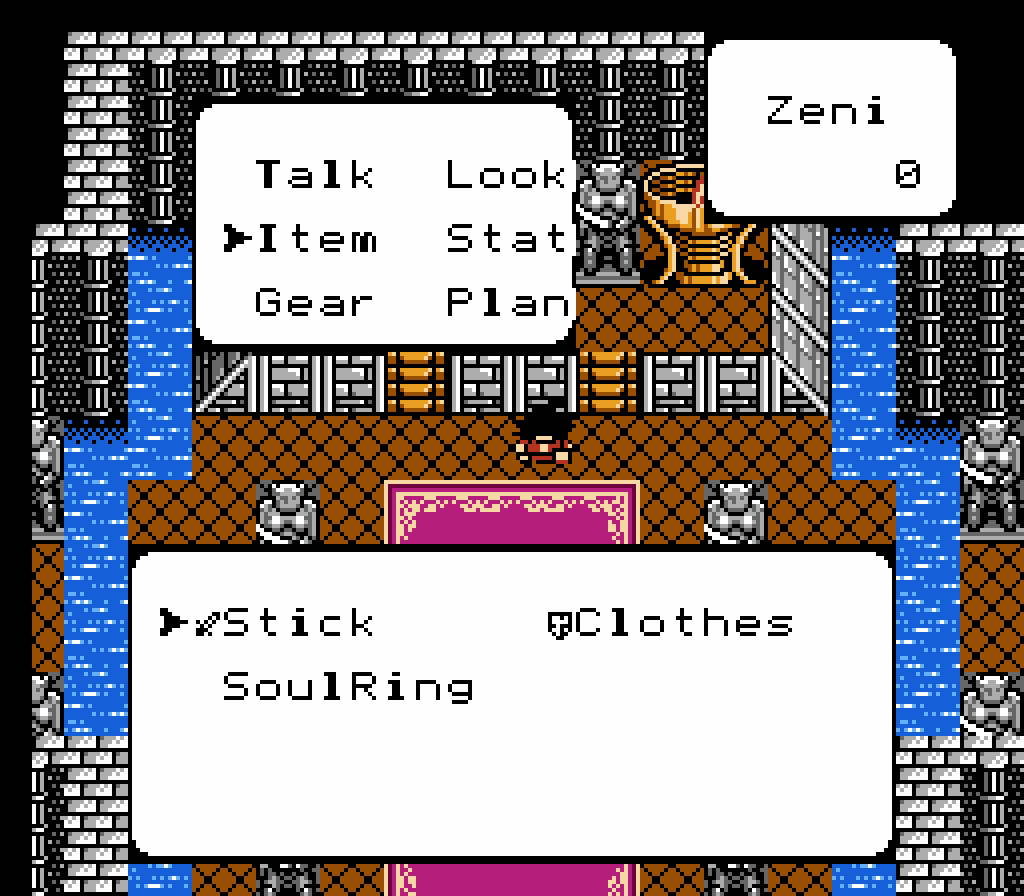 Zeni
0
Talk Look
Item Stat
Gear Plan
Stick Clothes
SoulRing